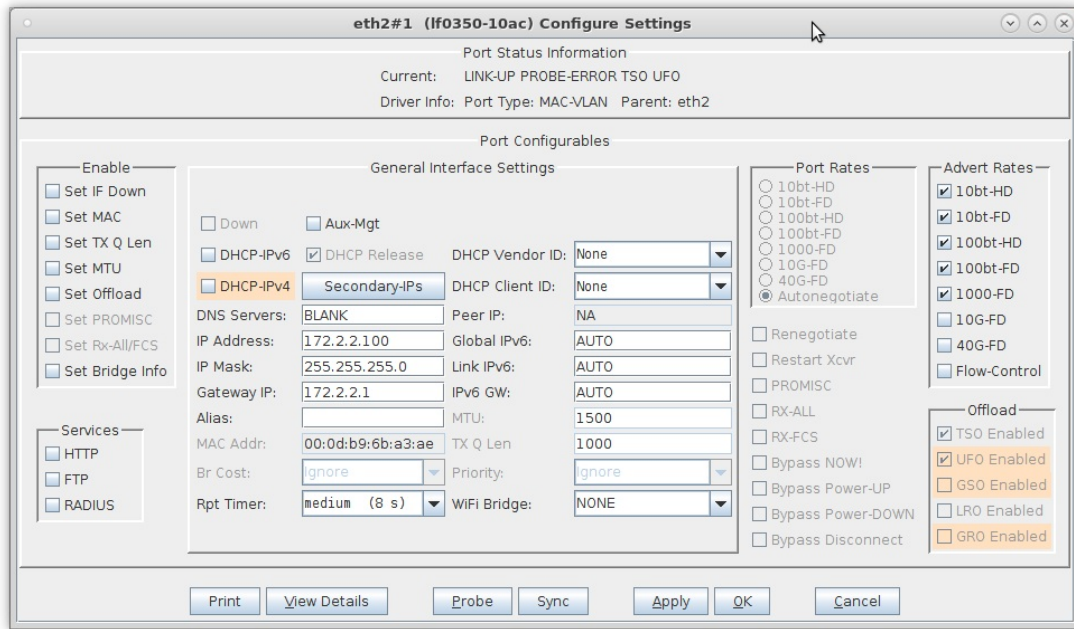 eth2#1 (lf0350-10ac) Configure Settings
Port Status Information
Current: LINK-UP PROBE-ERROR TSO UFO
Driver Info: Port Type: MAC-VLAN Parent: eth2
Port Configurables
Enable
Set IF Down
Set MAC
Set TX Q Len
Set MTU
Set Offload
Set PROMISC
Set Rx-All/FCS
Set Bridge Info
Services
HTTP
FTP
RADIUS
General Interface Settings
Down Aux-Mgt
DHCP-IPv6 DHCP Release DHCP Vendor ID: None
DHCP-IPv4 Secondary-IPs DHCP Client ID: None
DNS Servers: BLANK Peer IP: NA
IP Address: 172.2.2.100 Global IPv6: AUTO
IP Mask: 255.255.255.0 Link IPv6: AUTO
Gateway IP: 172.2.2.1 IPv6 GW: AUTO
Alias: MTU: 1500
MAC Addr: 00:0d:b9:6b:a3:ae TX Q Len 1000
Br Cost: Ignore Priority: Ignore
Rpt Timer: medium (8 s) WiFi Bridge: NONE
Port Rates
10bt-HD
10bt-FD
100bt-HD
100bt-FD
1000-FD
10G-FD
40G-FD
Autonegotiate
Renegotiate
Restart Xcvr
PROMISC
RX-ALL
RX-FCS
Bypass NOW!
Bypass Power-UP
Bypass Power-DOWN
Bypass Disconnect
Advert Rates
10bt-HD
10bt-FD
100bt-HD
100bt-FD
1000-FD
10G-FD
40G-FD
Flow-Control
Offload
TSO Enabled
UFO Enabled
GSO Enabled
LRO Enabled
GRO Enabled
Print View Details Probe Sync Apply OK Cancel